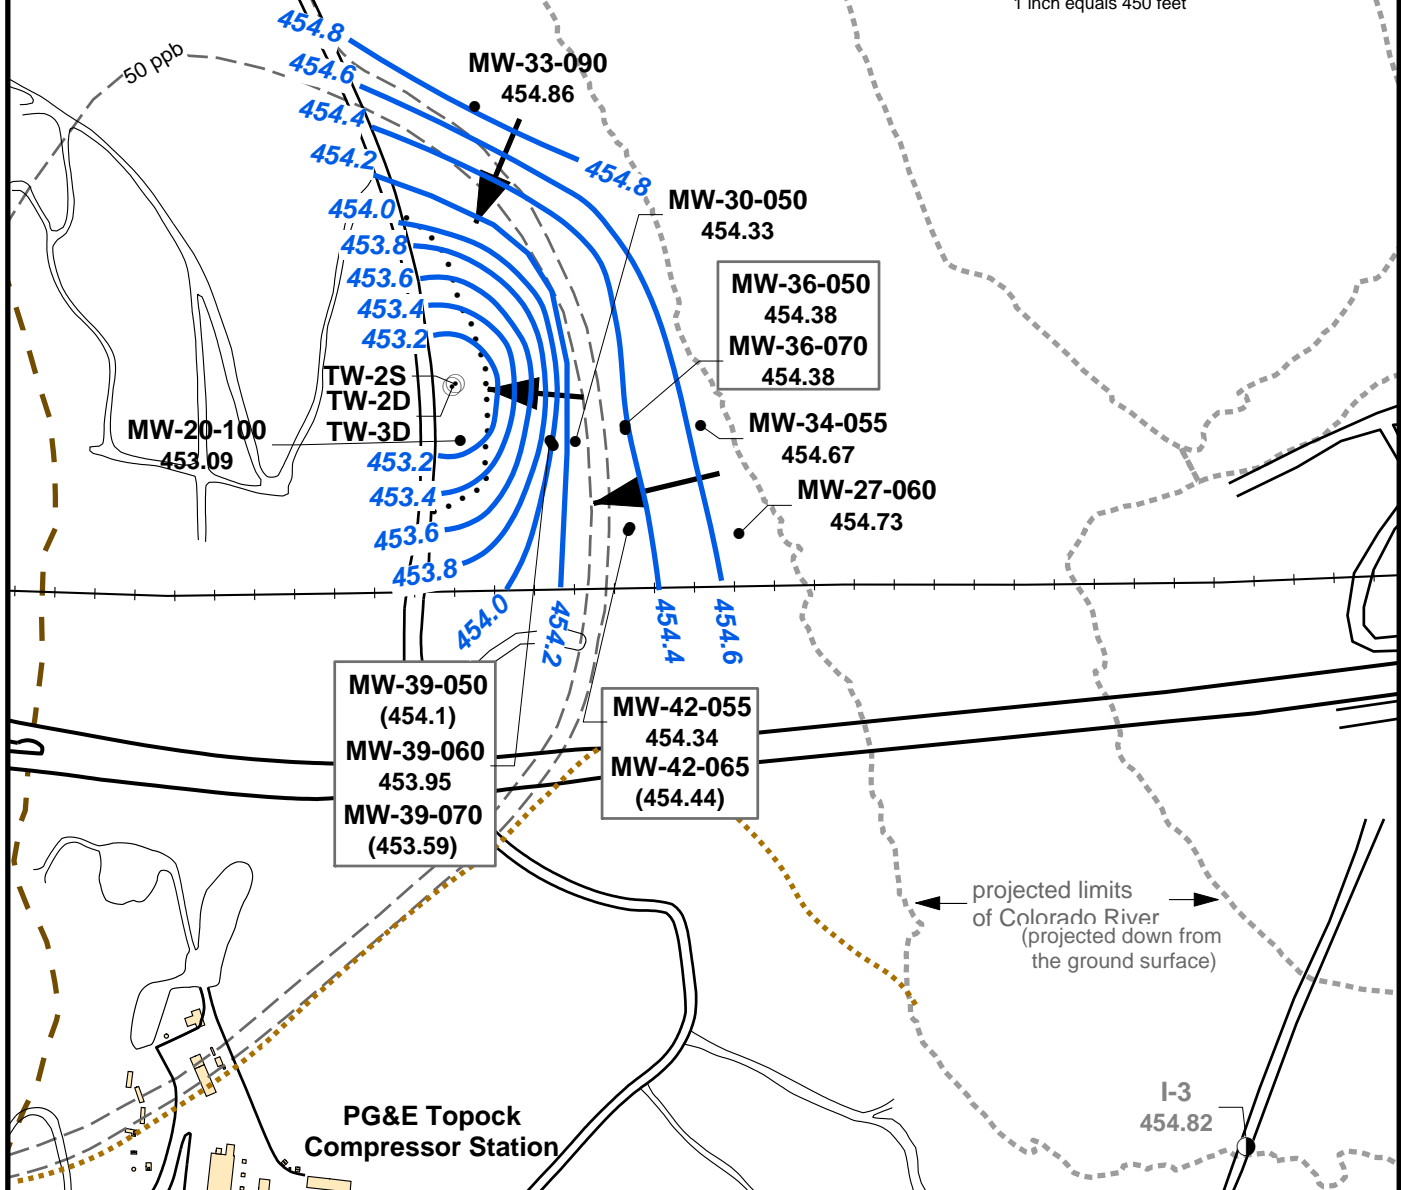 1 inch equals 450 feet
454.8
50 ppb
454.6
MW-33-090
454.86
454.4
454.2
454.8
454.0
MW-30-050
454.33
453.8
453.6
MW-36-050
454.38
MW-36-070
454.38
453.4
453.2
TW-2S
TW-2D
TW-3D
MW-20-100
453.09
MW-34-055
454.67
453.2
453.4
MW-27-060
454.73
453.6
453.8
454.0
454.2
454.4
454.6
MW-39-050
(454.1)
MW-39-060
453.95
MW-39-070
(453.59)
MW-42-055
454.34
MW-42-065
(454.44)
projected limits
of Colorado River
(projected down from
the ground surface)
I-3
454.82
PG&E Topock
Compressor Station